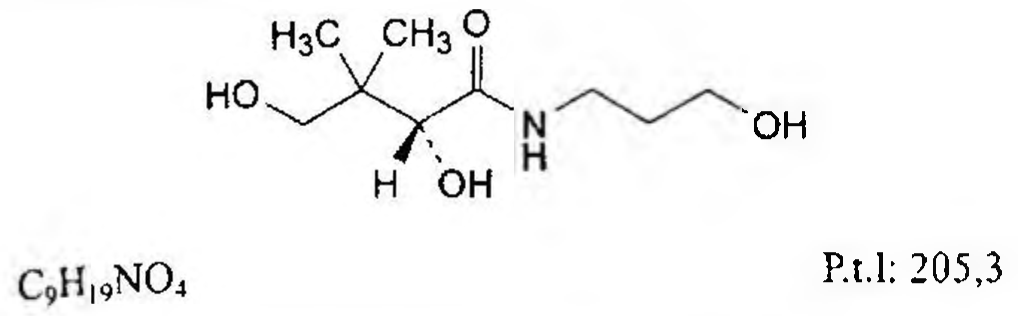 H₃C CH₃ O
HO
N
H
OH
H OH
C₉H₁₉NO₄ P.t.l: 205,3